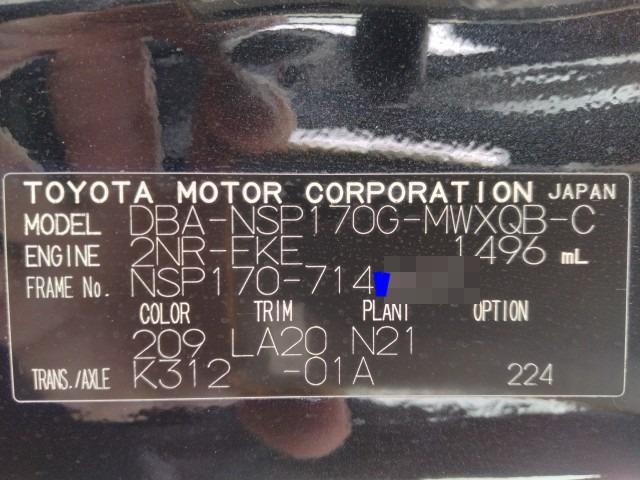 TOYOTA MOTOR CORPORATION JAPAN
MODEL DBA-NSP170G-MWXQB-C
ENGINE 2NR-FKE 1496 mL
FRAME No. NSP170-714
COLOR TRIM PLANT OPTION
209 LA20 N21
TRANS./AXLE K312 -01A 224